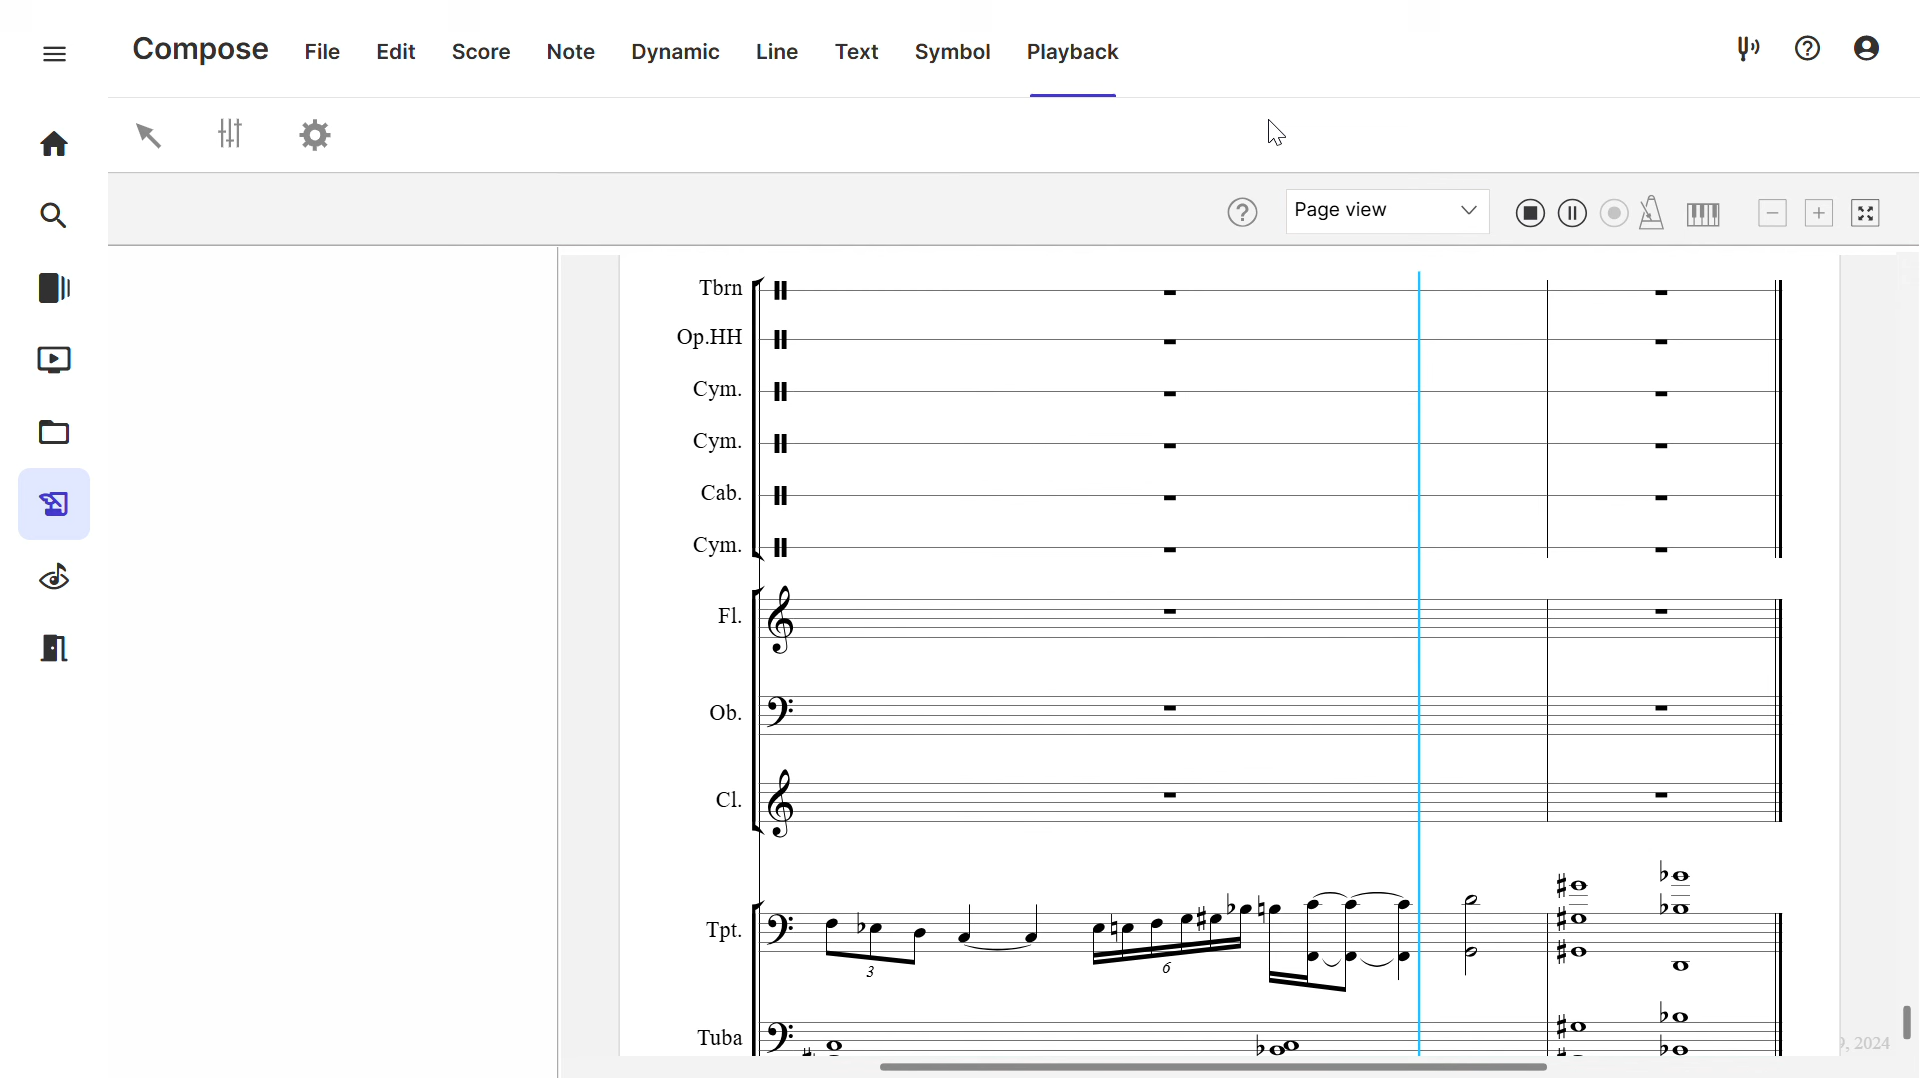 Compose File Edit Score Note Dynamic Line Text Symbol Playback
Page view
Tbrn
Op.HH
Cym.
Cym.
Cab.
Cym.
Fl.
Ob.
Cl.
Tpt.
3
6
Tuba
9, 2024